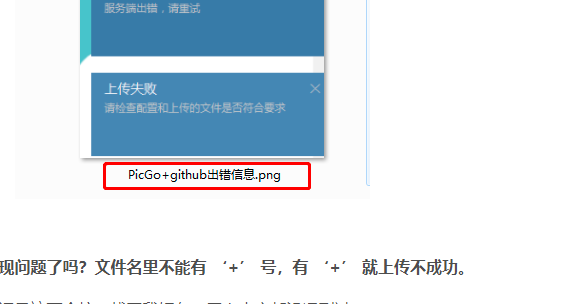 服务端出错，请重试
上传失败
请检查配置和上传的文件是否符合要求
PicGo+github出错信息.png
现问题了吗？文件名里不能有 ‘+’ 号，有 ‘+’ 就上传不成功。